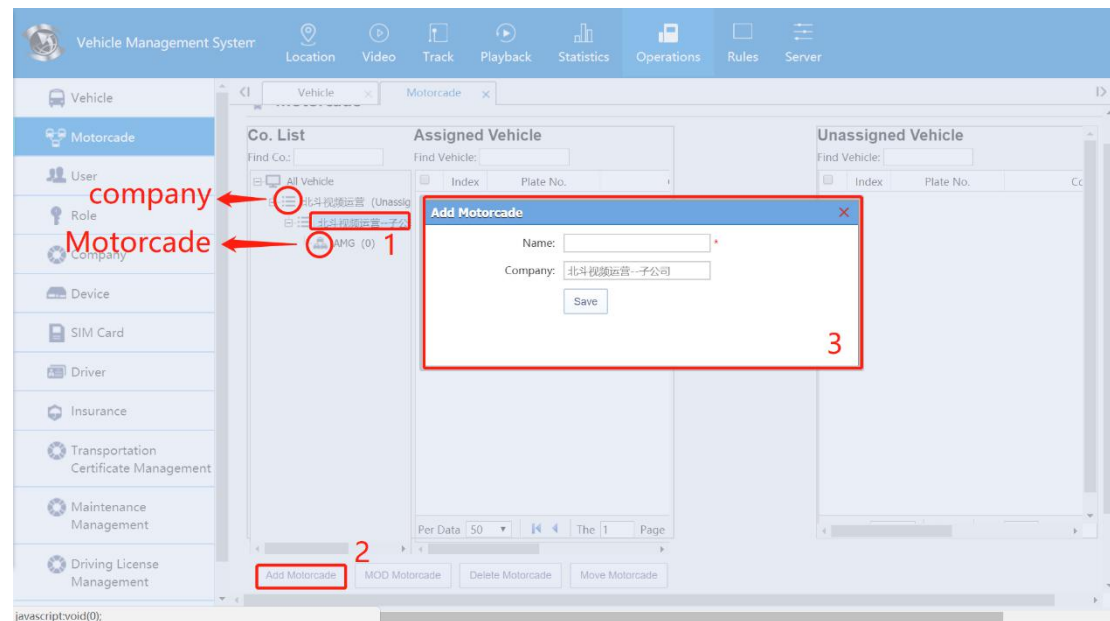 Vehicle Management System
Location
Video
Track
Playback
Statistics
Operations
Rules
Server
Vehicle
Motorcade
User
Role
Company
Device
SIM Card
Driver
Insurance
Transportation
Certificate Management
Maintenance
Management
Driving License
Management
Vehicle
Motorcade
Co. List
Find Co.:
All Vehicle
北斗视频运营 (Unassig
北斗视频运营--子公
AMG (0)
company
Motorcade
1
Assigned Vehicle
Find Vehicle:
Index Plate No.
Add Motorcade
Name: *
Company: 北斗视频运营--子公司
Save
3
Unassigned Vehicle
Find Vehicle:
Index Plate No. Co
Per Data 50 The 1 Page
2
Add Motorcade
MOD Motorcade
Delete Motorcade
Move Motorcade
javascript:void(0);